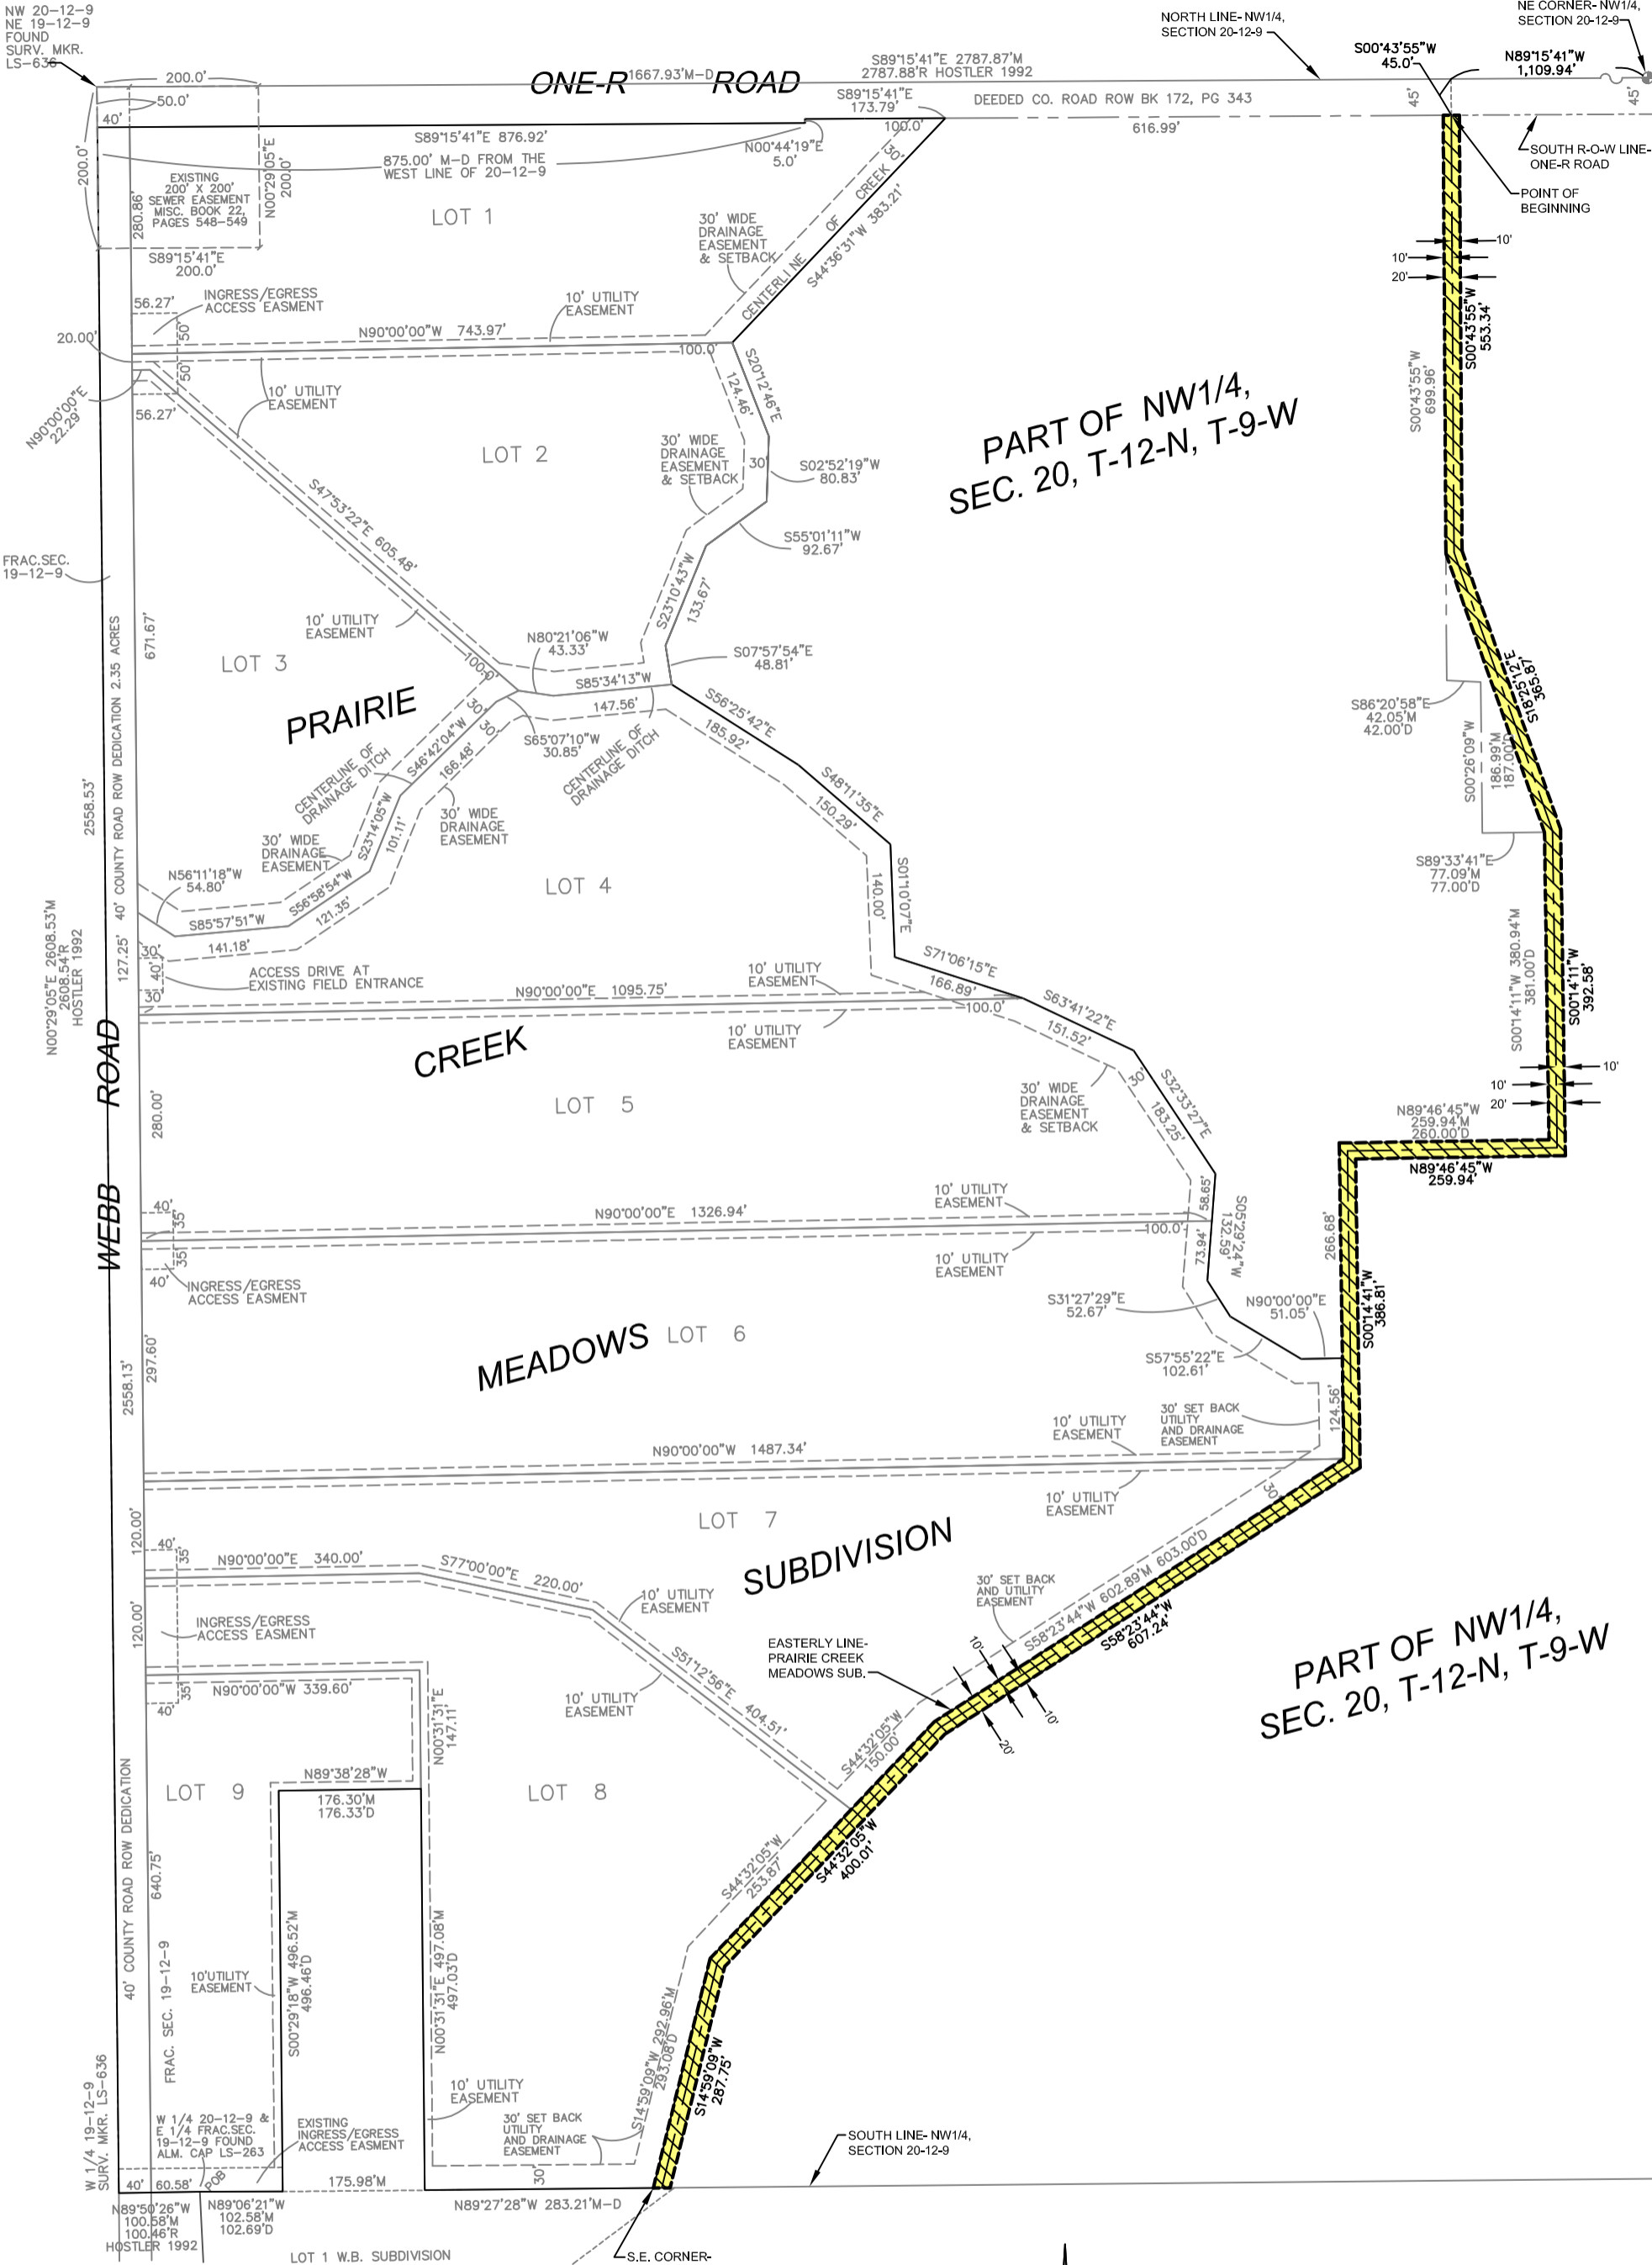 NW 20-12-9
NE 19-12-9
FOUND
SURV. MKR.
LS-636
200.0'
50.0'
40'
200.0'
ONE-R ROAD
1667.93'M-D
S89°15'41"E 2787.87'M
2787.88'R HOSTLER 1992
NORTH LINE- NW1/4,
SECTION 20-12-9
S00°43'55"W
45.0'
NE CORNER- NW1/4,
SECTION 20-12-9
N89°15'41"W
1,109.94'
45'
45'
S89°15'41"E
173.79'
DEEDED CO. ROAD ROW BK 172, PG 343
616.99'
SOUTH R-O-W LINE-
ONE-R ROAD
POINT OF
BEGINNING
S89°15'41"E 876.92'
875.00' M-D FROM THE
WEST LINE OF 20-12-9
N00°44'19"E
5.0'
100.0'
30'
EXISTING
200' X 200'
SEWER EASEMENT
MISC. BOOK 22,
PAGES 548-549
N00°29'05"E
200.0'
280.86'
S89°15'41"E
200.0'
LOT 1
30' WIDE
DRAINAGE
EASEMENT
& SETBACK
CENTERLINE OF CREEK
S44°36'31"W 383.21'
10'
10'
20'
S00°43'55"W
553.34'
S00°43'55"W
699.96'
56.27'
INGRESS/EGRESS
ACCESS EASMENT
10' UTILITY
EASEMENT
50'
20.00'
N90°00'00"W 743.97'
100.0'
50'
N90°00'00"E
22.29'
56.27'
10' UTILITY
EASEMENT
S20°12'46"E
124.46'
LOT 2
30' WIDE
DRAINAGE
EASEMENT
& SETBACK
30'
S02°52'19"W
80.83'
S55°01'11"W
92.67'
PART OF NW1/4,
SEC. 20, T-12-N, T-9-W
S47°53'22"E 605.48'
FRAC.SEC.
19-12-9
S23°10'43"W
133.67'
10' UTILITY
EASEMENT
671.67'
40' COUNTY ROAD ROW DEDICATION 2.35 ACRES
LOT 3
N80°21'06"W
43.33'
100.0'
S07°57'54"E
48.81'
S85°34'13"W
147.56'
S56°25'42"E
185.92'
PRAIRIE
30'
30'
S65°07'10"W
30.85'
S46°42'04"W
166.48'
CENTERLINE OF
DRAINAGE DITCH
CENTERLINE OF
DRAINAGE DITCH
S18°25'12"E
365.87'
S86°20'58"E
42.05'M
42.00'D
S00°26'09"W
186.99'M
187.00'D
S48°11'35"E
150.29'
2558.53'
30' WIDE
DRAINAGE
EASEMENT
30' WIDE
DRAINAGE
EASEMENT
S23°14'05"W
101.11'
N56°11'18"W
54.80'
S56°58'54"W
121.35'
S85°57'51"W
141.18'
LOT 4
S01°10'07"E
140.00'
S89°33'41"E
77.09'M
77.00'D
S00°14'11"W 380.94'M
381.00'D
S00°14'11"W
392.58'
127.25'
30'
40'
30'
ACCESS DRIVE AT
EXISTING FIELD ENTRANCE
S71°06'15"E
166.89'
10' UTILITY
EASEMENT
N90°00'00"E 1095.75'
100.0'
S63°41'22"E
151.52'
10' UTILITY
EASEMENT
N00°29'05"E 2608.53'M
2608.54'R
HOSTLER 1992
WEBB ROAD
CREEK
280.00'
LOT 5
30' WIDE
DRAINAGE
EASEMENT
& SETBACK
30'
S32°33'27"E
183.25'
10'
10'
20'
N89°46'45"W
259.94'M
260.00'D
N89°46'45"W
259.94'
40'
35'
10' UTILITY
EASEMENT
N90°00'00"E 1326.94'
58.65'
100.0'
S05°29'24"W
132.59'
73.94'
10' UTILITY
EASEMENT
35'
40'
INGRESS/EGRESS
ACCESS EASMENT
266.68'
S00°14'41"W
386.81'
S31°27'29"E
52.67'
N90°00'00"E
51.05'
S57°55'22"E
102.61'
297.60'
2558.13'
MEADOWS
LOT 6
124.56'
30' SET BACK
UTILITY
AND DRAINAGE
EASEMENT
10' UTILITY
EASEMENT
N90°00'00"W 1487.34'
10' UTILITY
EASEMENT
30'
120.00'
LOT 7
SUBDIVISION
40'
35'
N90°00'00"E 340.00'
S77°00'00"E 220.00'
10' UTILITY
EASEMENT
30' SET BACK
AND UTILITY
EASEMENT
S58°23'44"W 602.89'M 603.00'D
S58°23'44"W
607.24'
120.00'
INGRESS/EGRESS
ACCESS EASMENT
EASTERLY LINE-
PRAIRIE CREEK
MEADOWS SUB.
10'
10'
20'
S51°12'56"E
404.51'
N90°00'00"W 339.60'
35'
40'
10' UTILITY
EASEMENT
N00°31'31"E
147.11'
S44°32'05"W
150.00'
PART OF NW1/4,
SEC. 20, T-12-N, T-9-W
N89°38'28"W
176.30'M
176.33'D
LOT 9
LOT 8
S44°32'05"W
253.87'
S44°32'05"W
400.01'
40' COUNTY ROAD ROW DEDICATION
640.75'
FRAC. SEC. 19-12-9
10'UTILITY
EASEMENT
S00°29'18"W 496.52'M
496.46'D
N00°31'31"E 497.08'M
497.03'D
S14°59'09"W 292.96'M
293.08'D
S14°59'09"W
287.75'
W 1/4 19-12-9
SURV. MKR. LS-636
W 1/4 20-12-9 &
E 1/4 FRAC.SEC.
19-12-9 FOUND
ALM. CAP LS-263
EXISTING
INGRESS/EGRESS
ACCESS EASMENT
10' UTILITY
EASEMENT
30' SET BACK
UTILITY
AND DRAINAGE
EASEMENT
SOUTH LINE- NW1/4,
SECTION 20-12-9
40'
60.58'
POB
175.98'M
30'
N89°50'26"W
100.58'M
100.46'R
HOSTLER 1992
N89°06'21"W
102.58'M
102.69'D
N89°27'28"W 283.21'M-D
LOT 1 W.B. SUBDIVISION
S.E. CORNER-